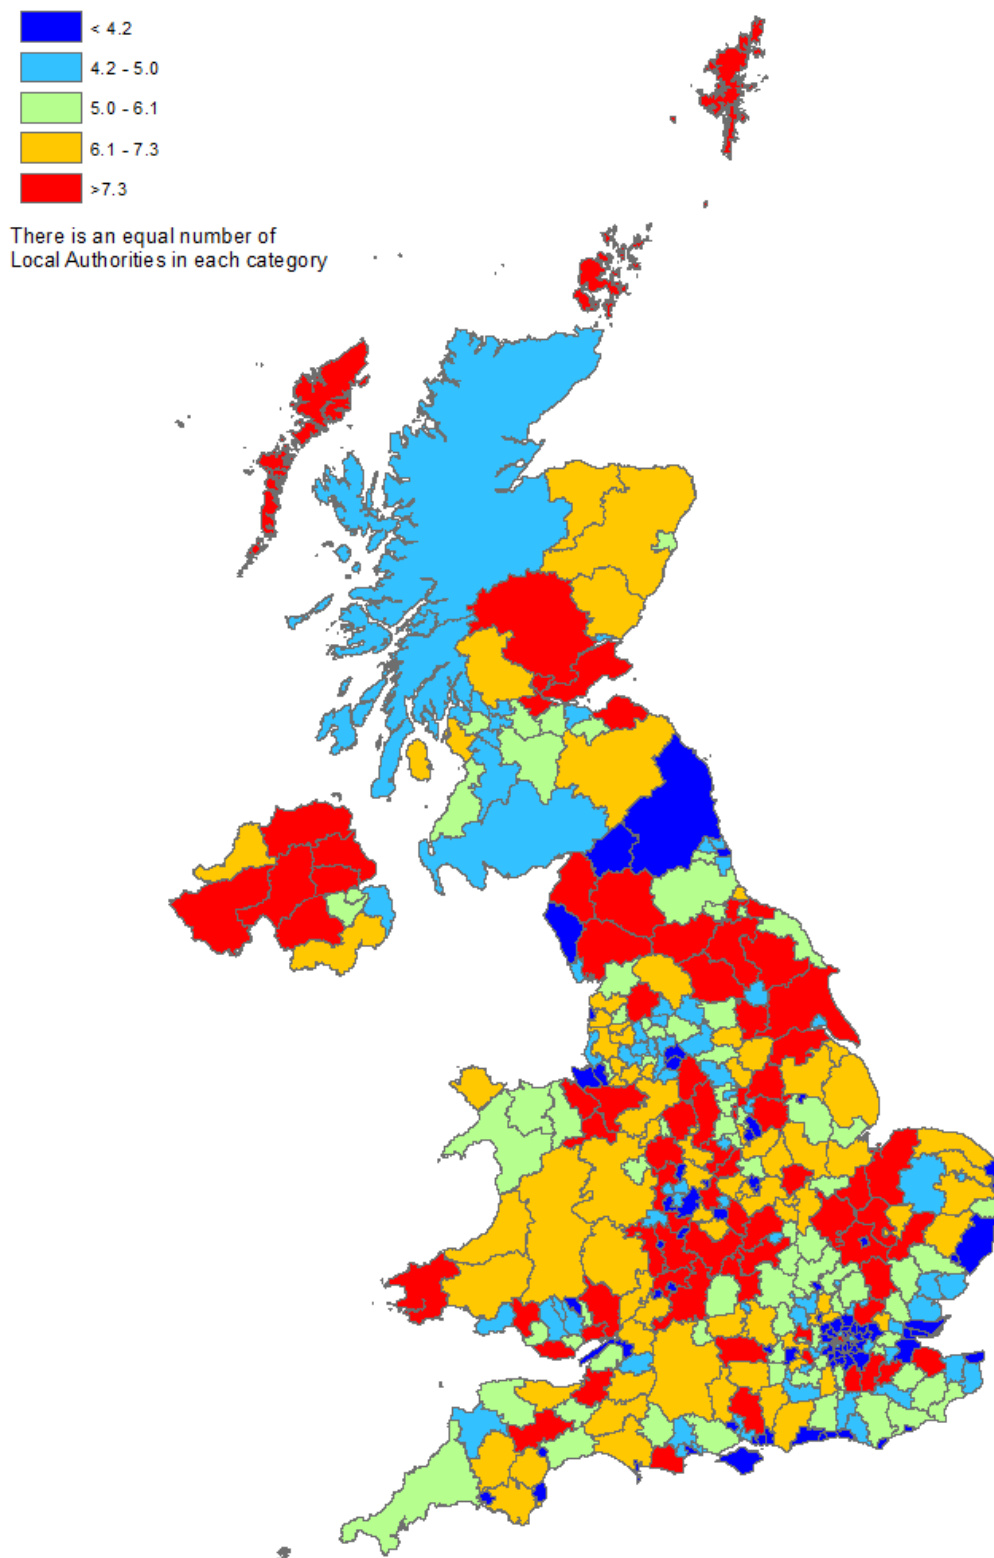 < 4.2
4.2 - 5.0
5.0 - 6.1
6.1 - 7.3
>7.3
There is an equal number of
Local Authorities in each category